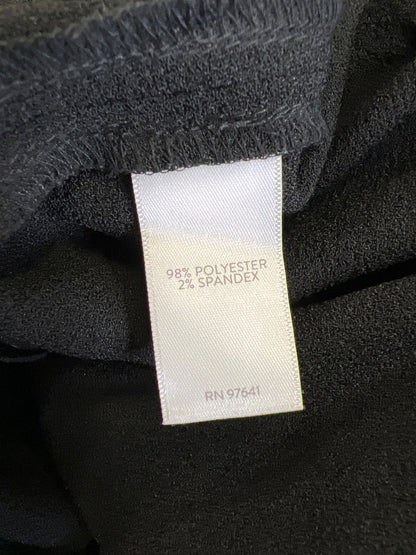 98% POLYESTER
2% SPANDEX
RN 97641